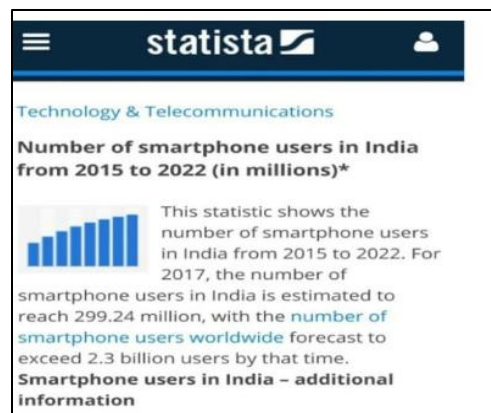 statista
Technology & Telecommunications
Number of smartphone users in India
from 2015 to 2022 (in millions)*
This statistic shows the
number of smartphone users
in India from 2015 to 2022. For
2017, the number of
smartphone users in India is estimated to
reach 299.24 million, with the number of
smartphone users worldwide forecast to
exceed 2.3 billion users by that time.
Smartphone users in India – additional
information